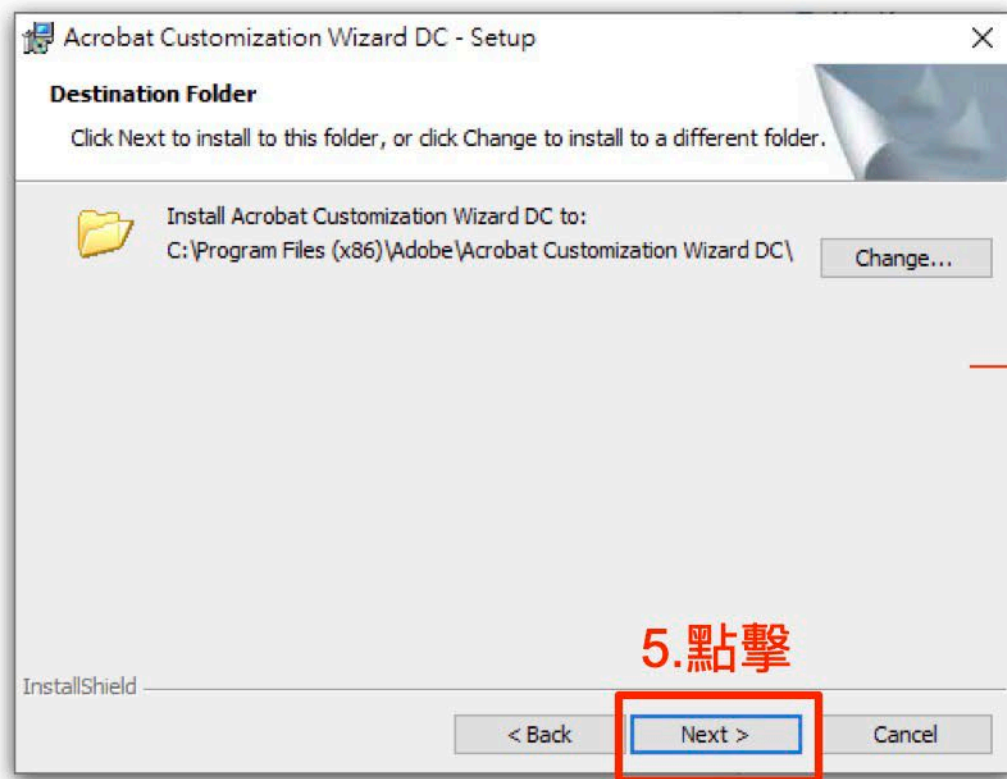 Acrobat Customization Wizard DC - Setup
Destination Folder
Click Next to install to this folder, or click Change to install to a different folder.
Install Acrobat Customization Wizard DC to:
C:\Program Files (x86)\Adobe\Acrobat Customization Wizard DC\
Change...
5.點擊
InstallShield
< Back
Next >
Cancel